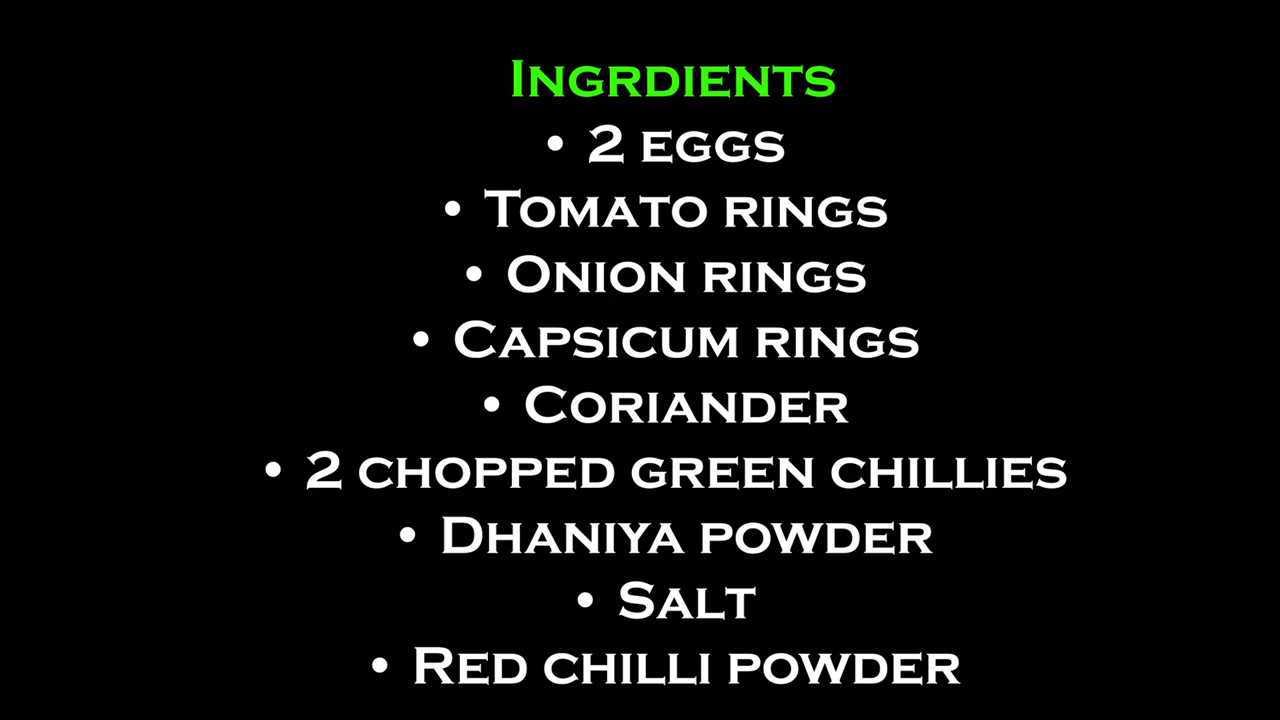 Ingrdients
• 2 eggs
• Tomato rings
• Onion rings
• Capsicum rings
• Coriander
• 2 chopped green chillies
• Dhaniya powder
• Salt
• Red chilli powder